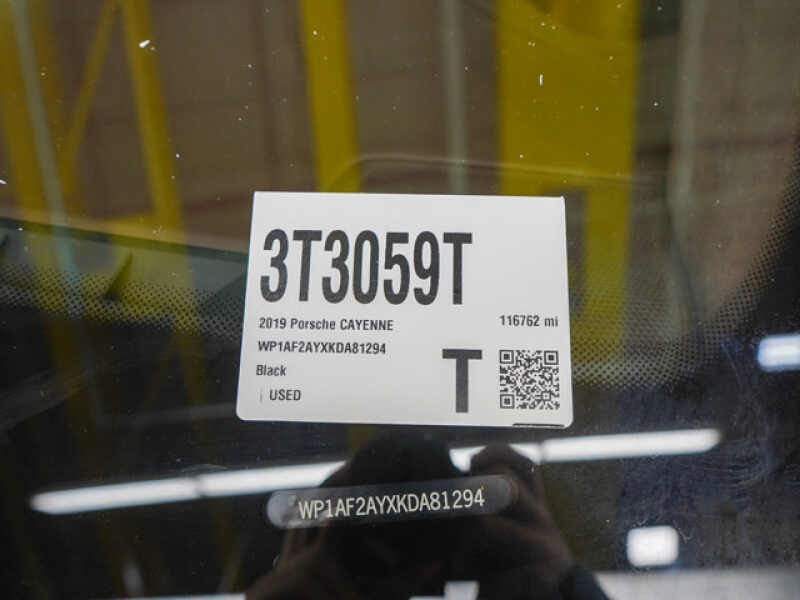 3T3059T
2019 Porsche CAYENNE 116762 mi
WP1AF2AYXKDA81294
Black
USED
T
WP1AF2AYXKDA81294